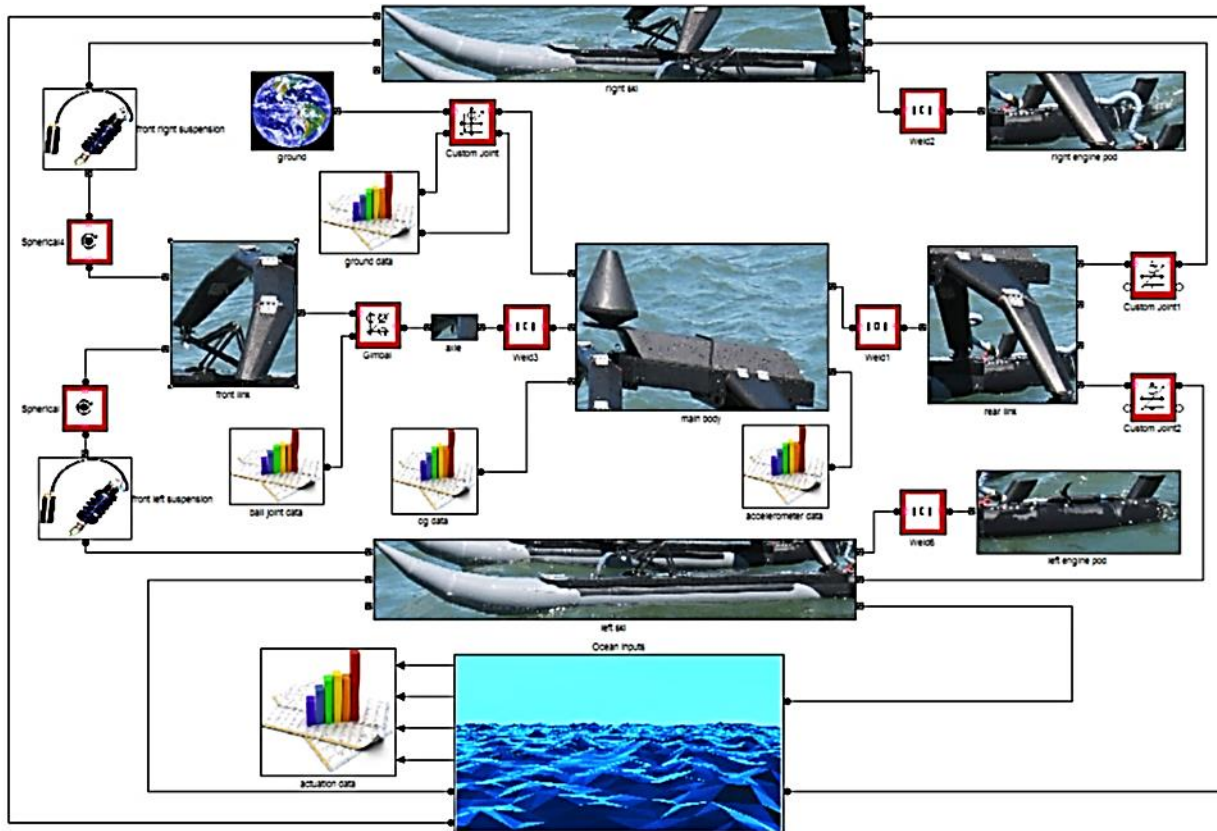 right ski
front right suspension
ground
Custom Joint
Weld2
right engine pod
ground data
Spherical4
Custom Joint1
front link
Gimbal
axle
Weld3
main body
Weld1
rear link
Custom Joint2
Spherical
front left suspension
ball joint data
cg data
accelerometer data
Weld6
left engine pod
left ski
Ocean Inputs
actuation data